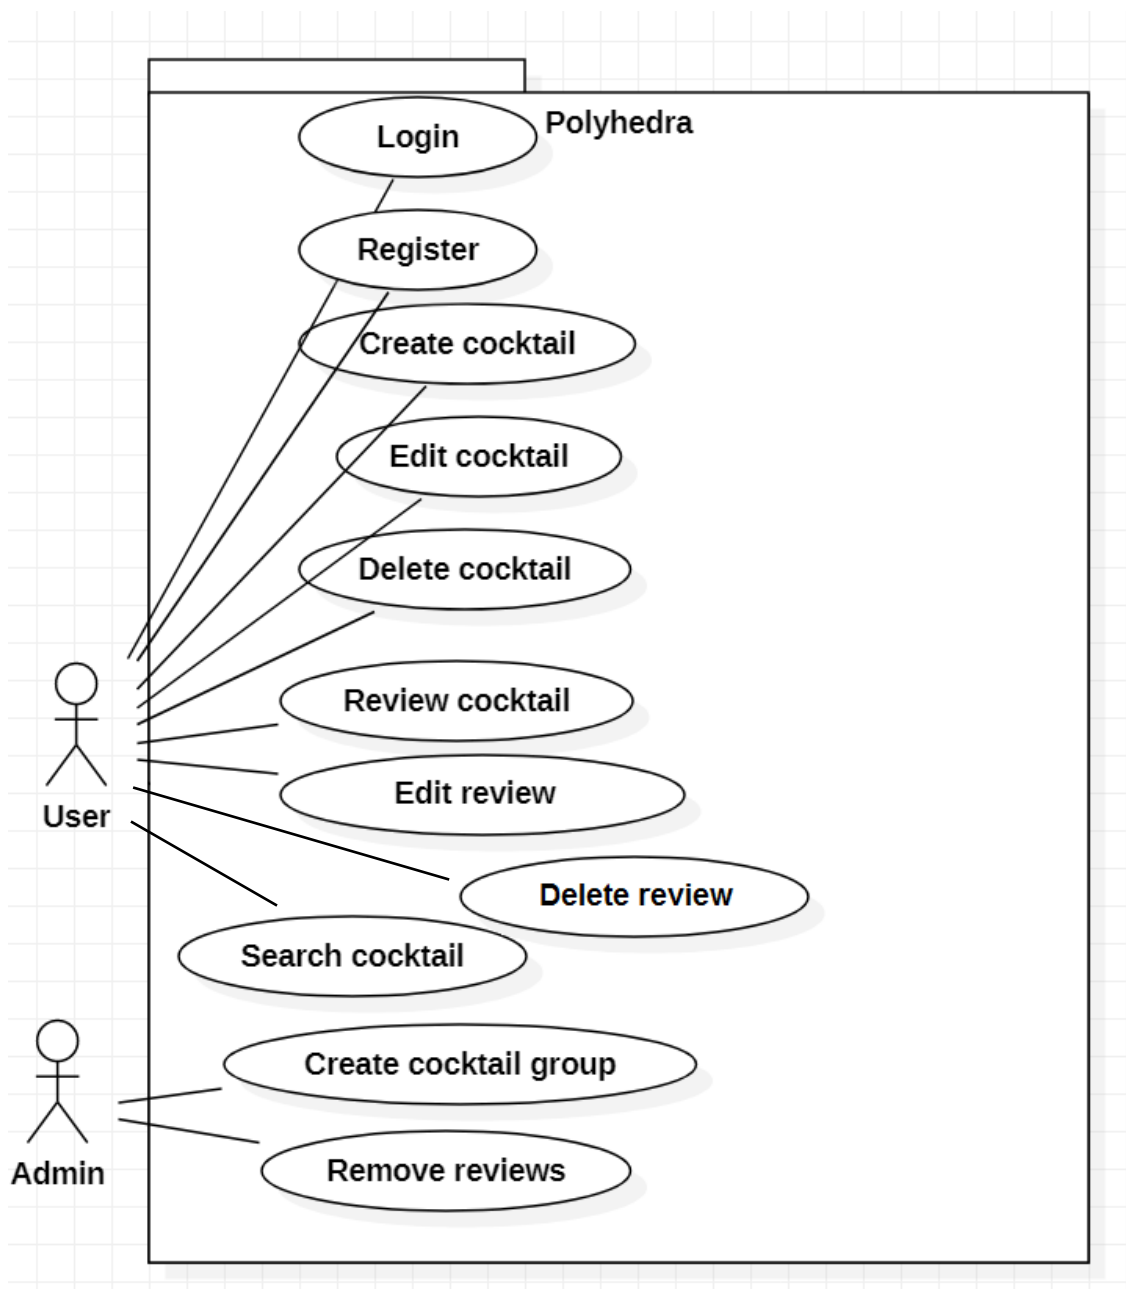 Polyhedra
Login
Register
Create cocktail
Edit cocktail
Delete cocktail
Review cocktail
Edit review
User
Delete review
Search cocktail
Create cocktail group
Admin
Remove reviews